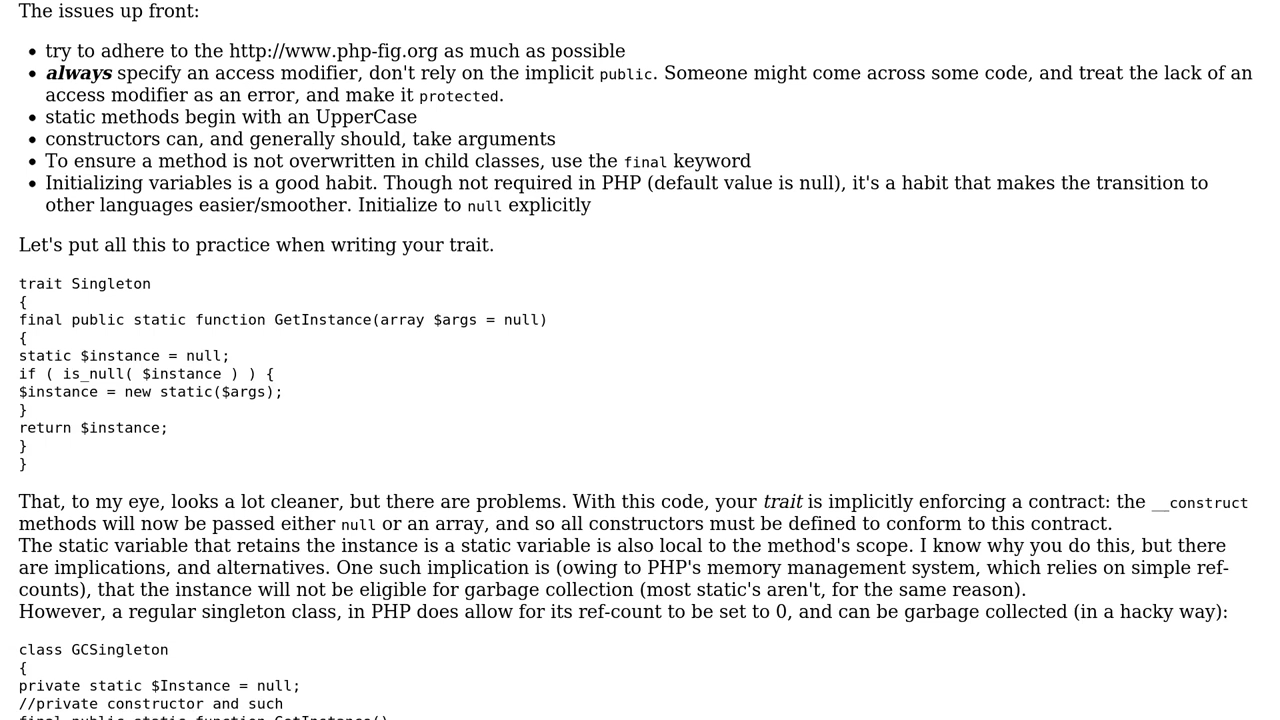 The issues up front:
try to adhere to the http://www.php-fig.org as much as possible
always specify an access modifier, don't rely on the implicit public. Someone might come across some code, and treat the lack of an
access modifier as an error, and make it protected.
static methods begin with an UpperCase
constructors can, and generally should, take arguments
To ensure a method is not overwritten in child classes, use the final keyword
Initializing variables is a good habit. Though not required in PHP (default value is null), it's a habit that makes the transition to
other languages easier/smoother. Initialize to null explicitly
Let's put all this to practice when writing your trait.
trait Singleton
{
final public static function GetInstance(array $args = null)
{
static $instance = null;
if ( is_null( $instance ) ) {
$instance = new static($args);
}
return $instance;
}
}
That, to my eye, looks a lot cleaner, but there are problems. With this code, your trait is implicitly enforcing a contract: the __construct
methods will now be passed either null or an array, and so all constructors must be defined to conform to this contract.
The static variable that retains the instance is a static variable is also local to the method's scope. I know why you do this, but there
are implications, and alternatives. One such implication is (owing to PHP's memory management system, which relies on simple ref-
counts), that the instance will not be eligible for garbage collection (most static's aren't, for the same reason).
However, a regular singleton class, in PHP does allow for its ref-count to be set to 0, and can be garbage collected (in a hacky way):
class GCSingleton
{
private static $Instance = null;
//private constructor and such
final public static function GetInstance()